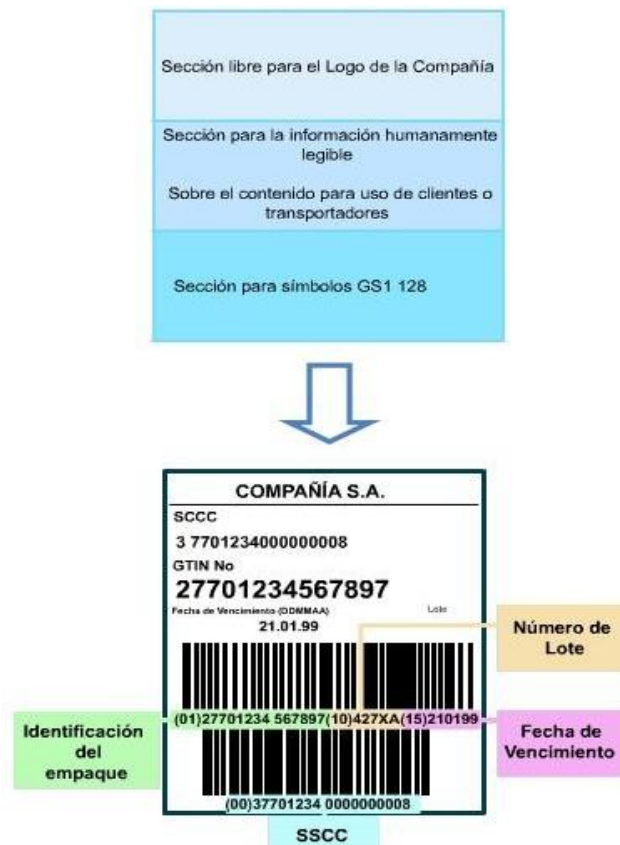 Sección libre para el Logo de la Compañía
Sección para la información humanamente
legible
Sobre el contenido para uso de clientes o
transportadores
Sección para símbolos GS1 128
COMPAÑÍA S.A.
SCCC
3 7701234000000008
GTIN No
27701234567897
Fecha de Vencimiento (DDMMAA)
Lote
21.01.99
Número de
Lote
(01)27701234 567897(10)427XA(15)210199
Identificación
del
empaque
Fecha de
Vencimiento
(00)37701234 0000000008
SSCC